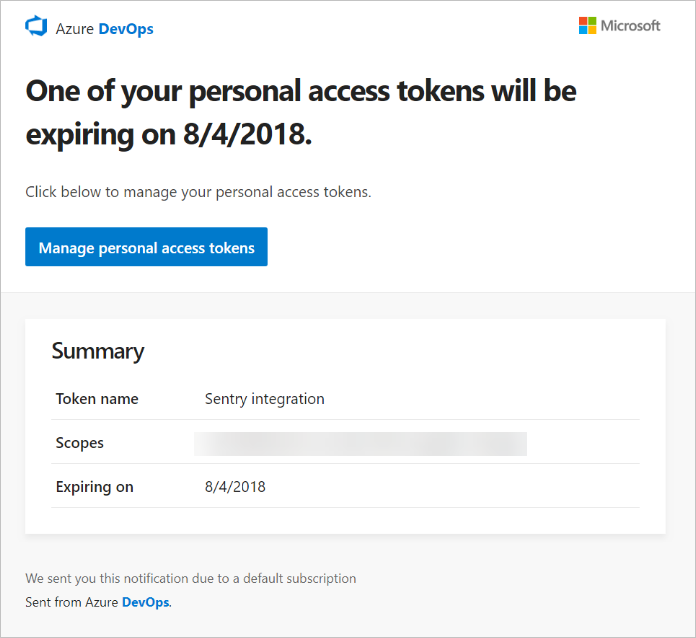 Azure DevOps
Microsoft
One of your personal access tokens will be
expiring on 8/4/2018.
Click below to manage your personal access tokens.
Manage personal access tokens
Summary
Token name Sentry integration
Scopes
Expiring on 8/4/2018
We sent you this notification due to a default subscription
Sent from Azure DevOps.